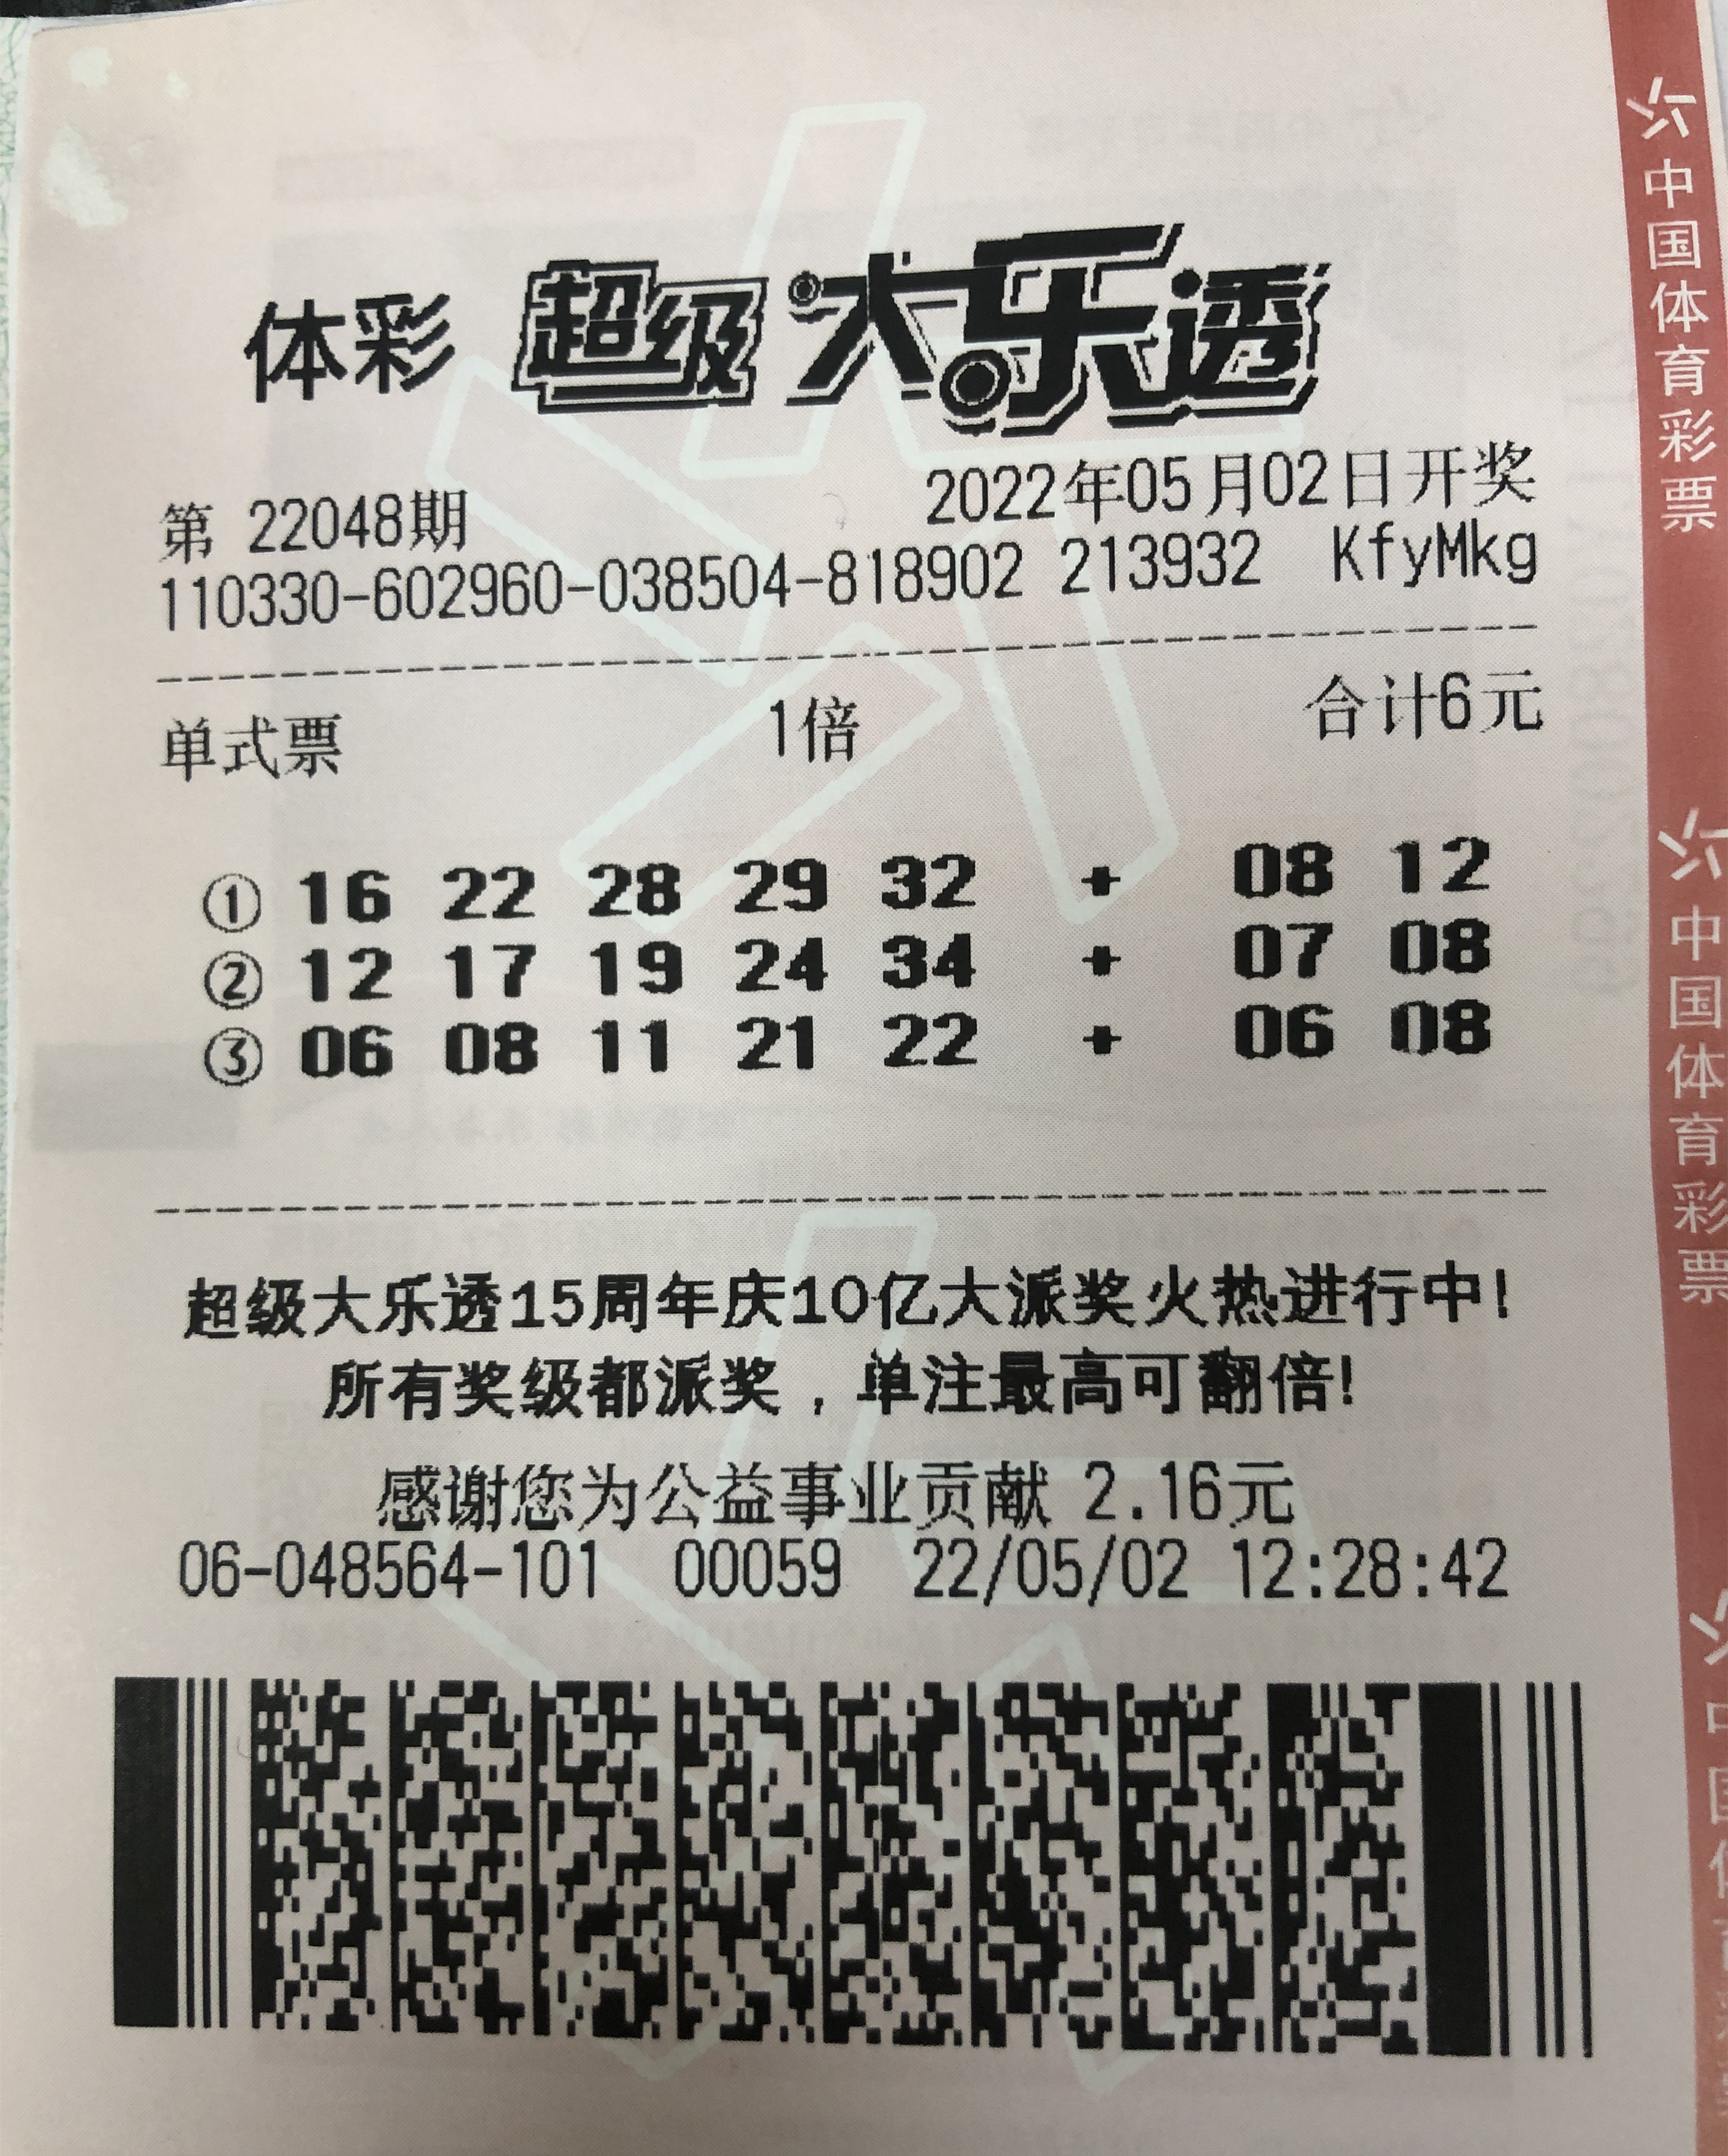 体彩 超级大乐透
第 22048期 2022年05月02日开奖
110330-602960-038504-818902 213932 KfyMkg
单式票 1倍 合计6元
① 16 22 28 29 32 + 08 12
② 12 17 19 24 34 + 07 08
③ 06 08 11 21 22 + 06 08
超级大乐透15周年庆10亿大派奖火热进行中!
所有奖级都派奖，单注最高可翻倍!
感谢您为公益事业贡献 2.16元
06-048564-101 00059 22/05/02 12:28:42
中国体育彩票
中国体育彩票
中国体